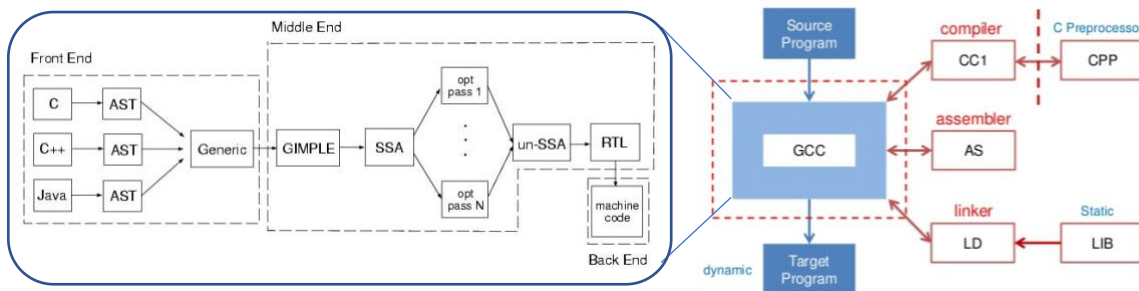 Middle End
Front End
C
AST
C++
AST
Java
AST
Generic
GIMPLE
SSA
opt
pass 1
opt
pass N
un-SSA
RTL
machine
code
Back End
Source
Program
GCC
dynamic
Target
Program
compiler
CC1
C Preprocesso
CPP
assembler
AS
linker
LD
Static
LIB